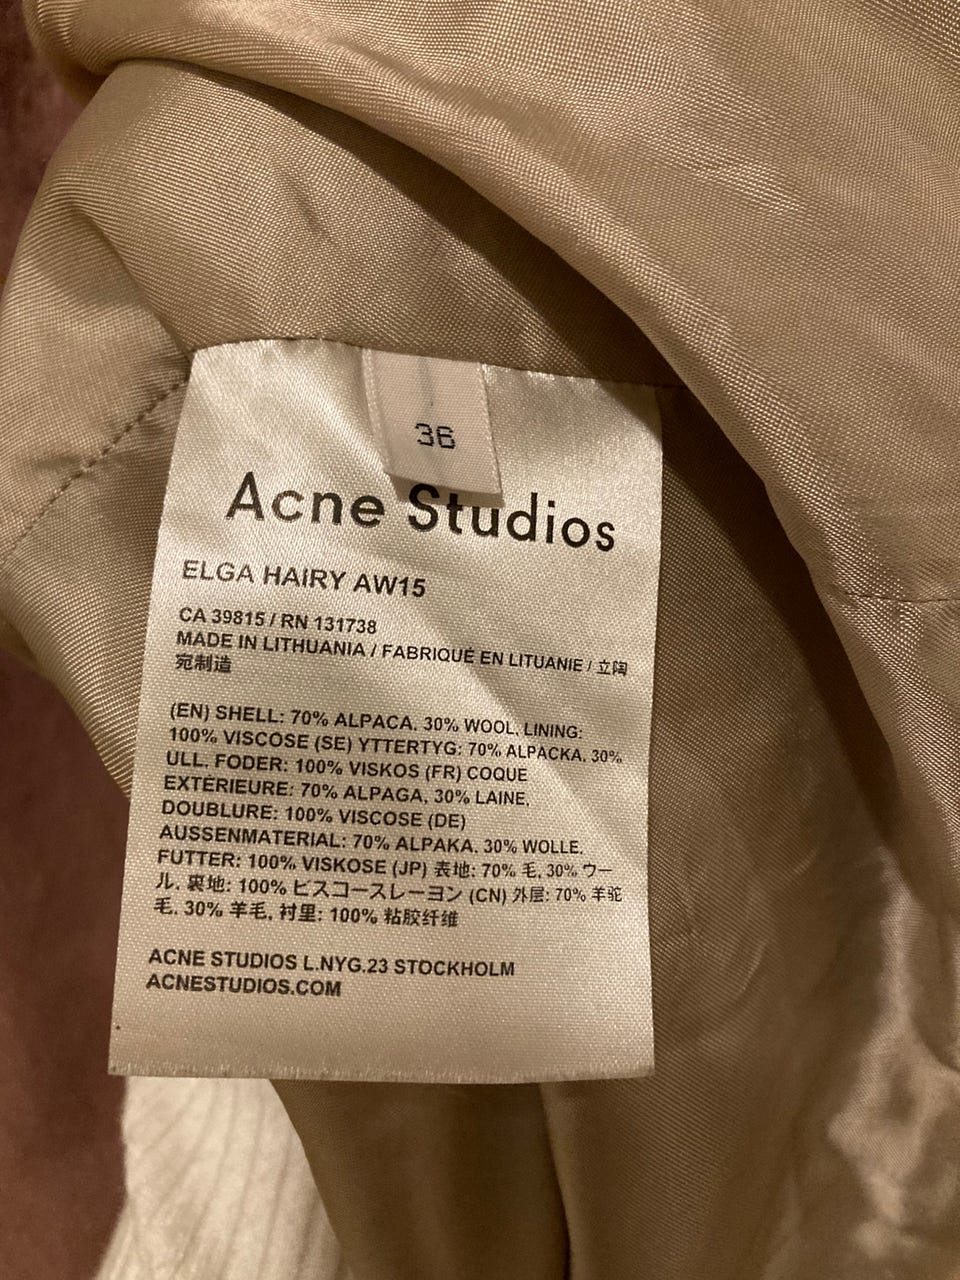 36
Acne Studios
ELGA HAIRY AW15
CA 39815 / RN 131738
MADE IN LITHUANIA / FABRIQUÉ EN LITUANIE / 立陶
宛制造
(EN) SHELL: 70% ALPACA, 30% WOOL, LINING:
100% VISCOSE (SE) YTTERTYG: 70% ALPACKA, 30%
ULL. FODER: 100% VISKOS (FR) COQUE
EXTÉRIEURE: 70% ALPAGA, 30% LAINE,
DOUBLURE: 100% VISCOSE (DE)
AUSSENMATERIAL: 70% ALPAKA, 30% WOLLE,
FUTTER: 100% VISKOSE (JP) 表地: 70% 毛, 30% ウー
ル, 裏地: 100% ビスコースレーヨン (CN) 外层: 70% 羊驼
毛, 30% 羊毛, 衬里: 100% 粘胶纤维
ACNE STUDIOS L.NYG.23 STOCKHOLM
ACNESTUDIOS.COM